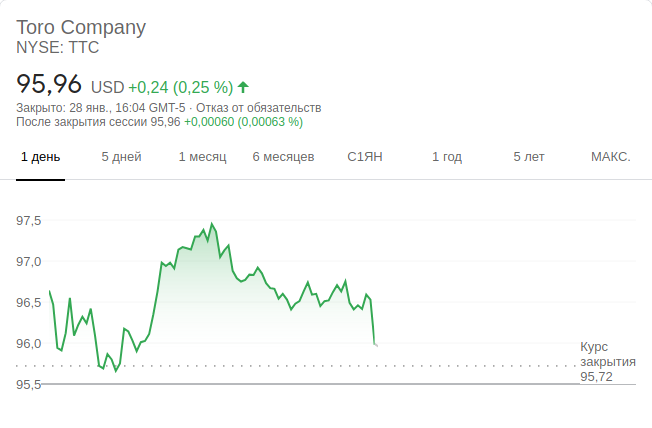 Toro Company
NYSE: TTC
95,96 USD +0,24 (0,25 %)
Закрыто: 28 янв., 16:04 GMT-5 · Отказ от обязательств
После закрытия сессии 95,96 +0,00060 (0,00063 %)
1 день 5 дней 1 месяц 6 месяцев С1ЯН 1 год 5 лет МАКС.
97,5
97,0
96,5
96,0
95,5
Курс
закрытия
95,72